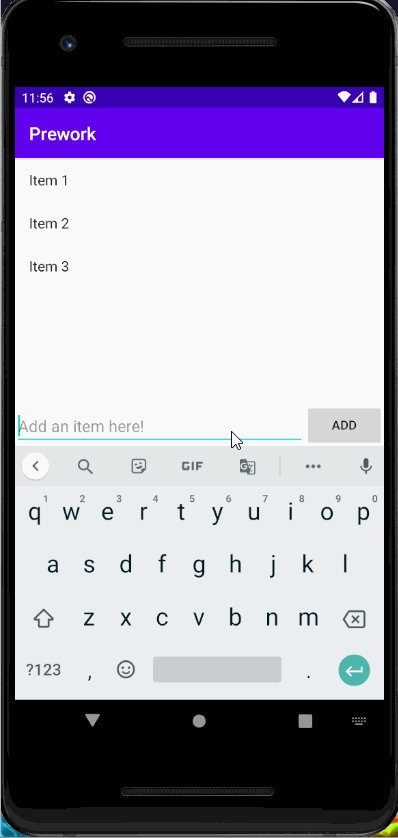 11:56
Prework
Item 1
Item 2
Item 3
Add an item here!
ADD
GIF
G
1 2 3 4 5 6 7 8 9 0
q w e r t y u i o p
a s d f g h j k l
z x c v b n m
?123 , .